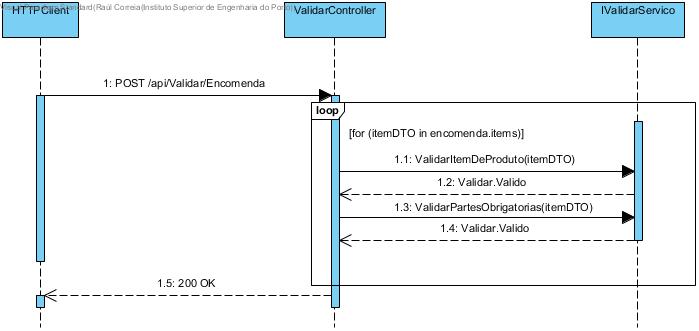 Standard(Raúl Correia(Instituto Superior de Engenharia do Porto)
HTTPClient
ValidarController
IValidarServico
1: POST /api/Validar/Encomenda
loop
[for (itemDTO in encomenda.items)]
1.1: ValidarItemDeProduto(itemDTO)
1.2: Validar.Valido
1.3: ValidarPartesObrigatorias(itemDTO)
1.4: Validar.Valido
1.5: 200 OK